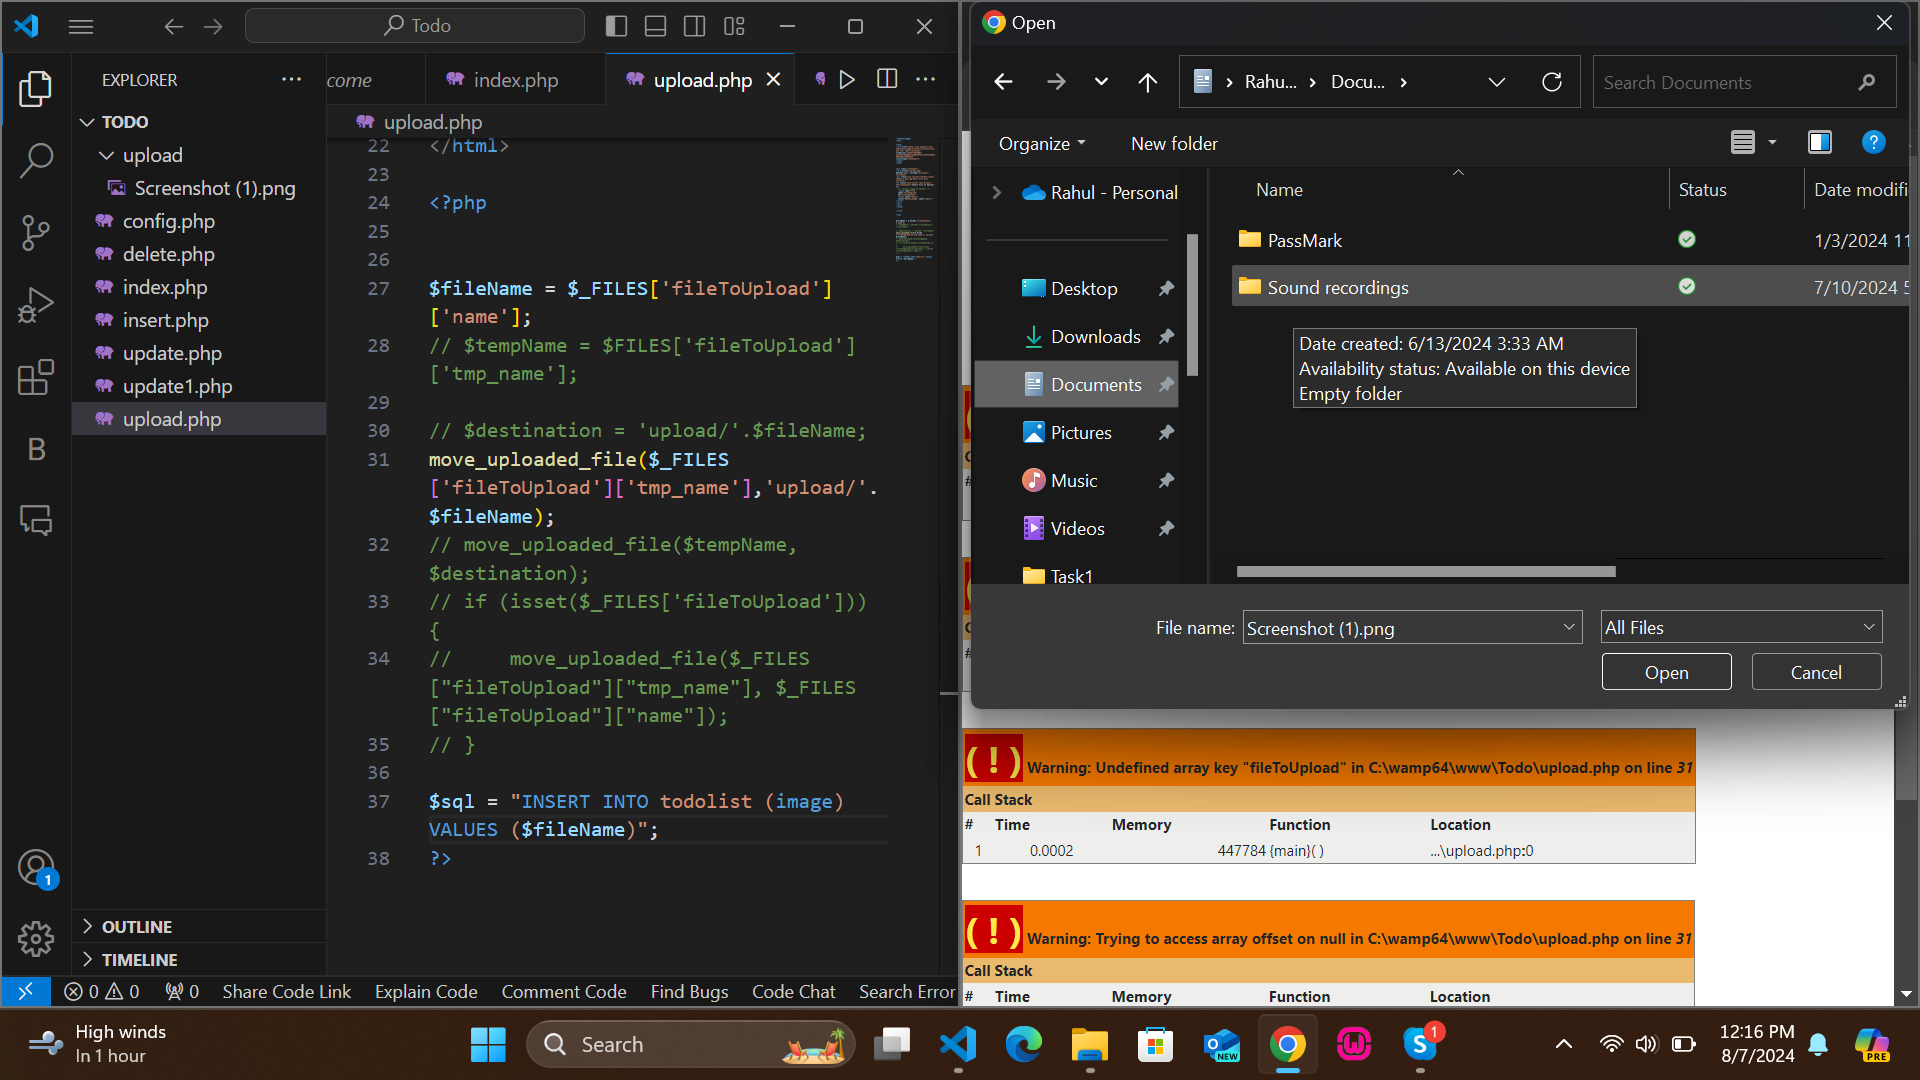 Todo
EXPLORER
come
index.php
upload.php
TODO
upload
Screenshot (1).png
config.php
delete.php
index.php
insert.php
update.php
update1.php
upload.php
OUTLINE
TIMELINE
B
1
upload.php
22 </html>
23
24 <?php
25
26
27 $fileName = $_FILES['fileToUpload']
['name'];
28 // $tempName = $FILES['fileToUpload']
['tmp_name'];
29
30 // $destination = 'upload/'.$fileName;
31 move_uploaded_file($_FILES
['fileToUpload']['tmp_name'],'upload/'.
$fileName);
32 // move_uploaded_file($tempName,
$destination);
33 // if (isset($_FILES['fileToUpload']))
{
34 //     move_uploaded_file($_FILES
["fileToUpload"]["tmp_name"], $_FILES
["fileToUpload"]["name"]);
35 // }
36
37 $sql = "INSERT INTO todolist (image)
VALUES ($fileName)";
38 ?>
0 0 0 Share Code Link Explain Code Comment Code Find Bugs Code Chat Search Error
Open
Rahu... Docu...
Search Documents
Organize New folder
?
Rahul - Personal
Desktop
Downloads
Documents
Pictures
Music
Videos
Task1
Name Status Date modifi
PassMark 1/3/2024 11
Sound recordings 7/10/2024 5
Date created: 6/13/2024 3:33 AM
Availability status: Available on this device
Empty folder
File name: Screenshot (1).png All Files
Open Cancel
( ! ) Warning: Undefined array key "fileToUpload" in C:\wamp64\www\Todo\upload.php on line 31
Call Stack
# Time Memory Function Location
1 0.0002 447784 {main}( ) ...\upload.php:0
( ! ) Warning: Trying to access array offset on null in C:\wamp64\www\Todo\upload.php on line 31
Call Stack
# Time Memory Function Location
High winds
In 1 hour
Search
NEW
S
1
12:16 PM
8/7/2024
PRE